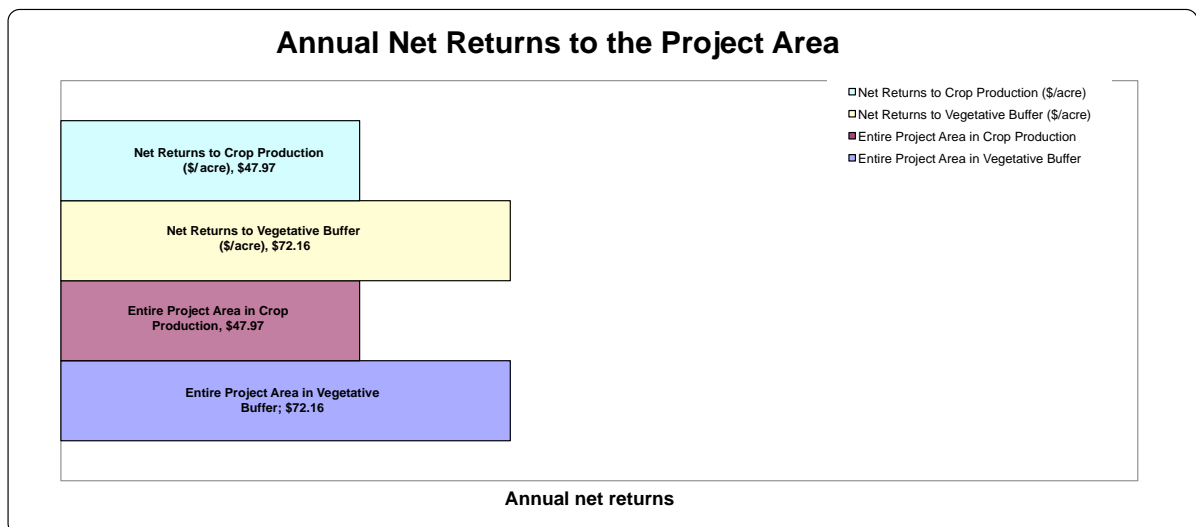 Annual Net Returns to the Project Area
Net Returns to Crop Production ($/acre)
Net Returns to Vegetative Buffer ($/acre)
Entire Project Area in Crop Production
Entire Project Area in Vegetative Buffer
Net Returns to Crop Production
($/acre), $47.97
Net Returns to Vegetative Buffer
($/acre), $72.16
Entire Project Area in Crop
Production, $47.97
Entire Project Area in Vegetative
Buffer; $72.16
Annual net returns